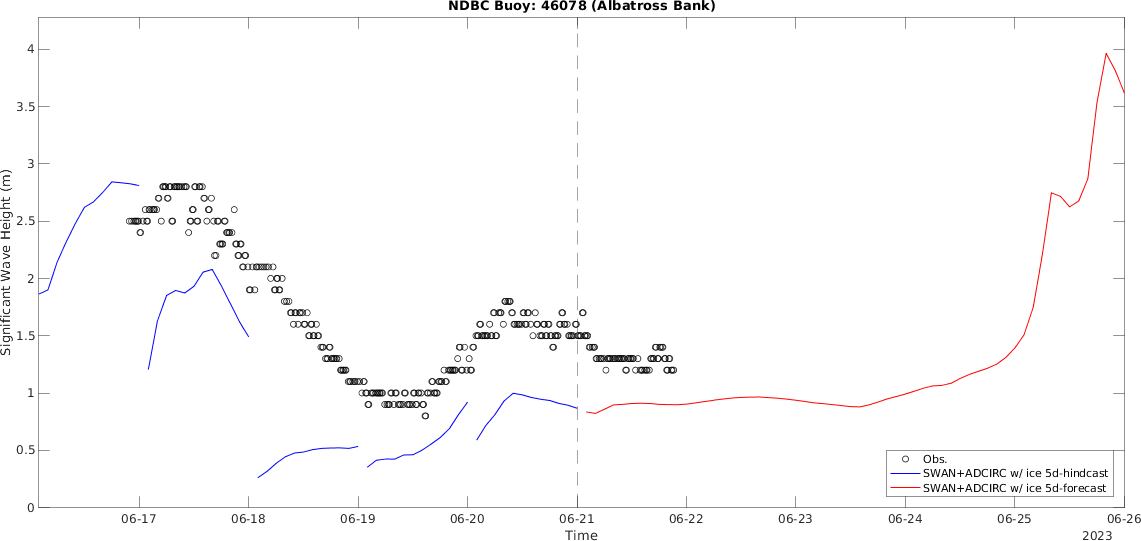 NDBC Buoy: 46078 (Albatross Bank)
Significant Wave Height (m)
4
3.5
3
2.5
2
1.5
1
0.5
0
Obs.
SWAN+ADCIRC w/ ice 5d-hindcast
SWAN+ADCIRC w/ ice 5d-forecast
06-17 06-18 06-19 06-20 06-21 06-22 06-23 06-24 06-25 06-26
Time
2023